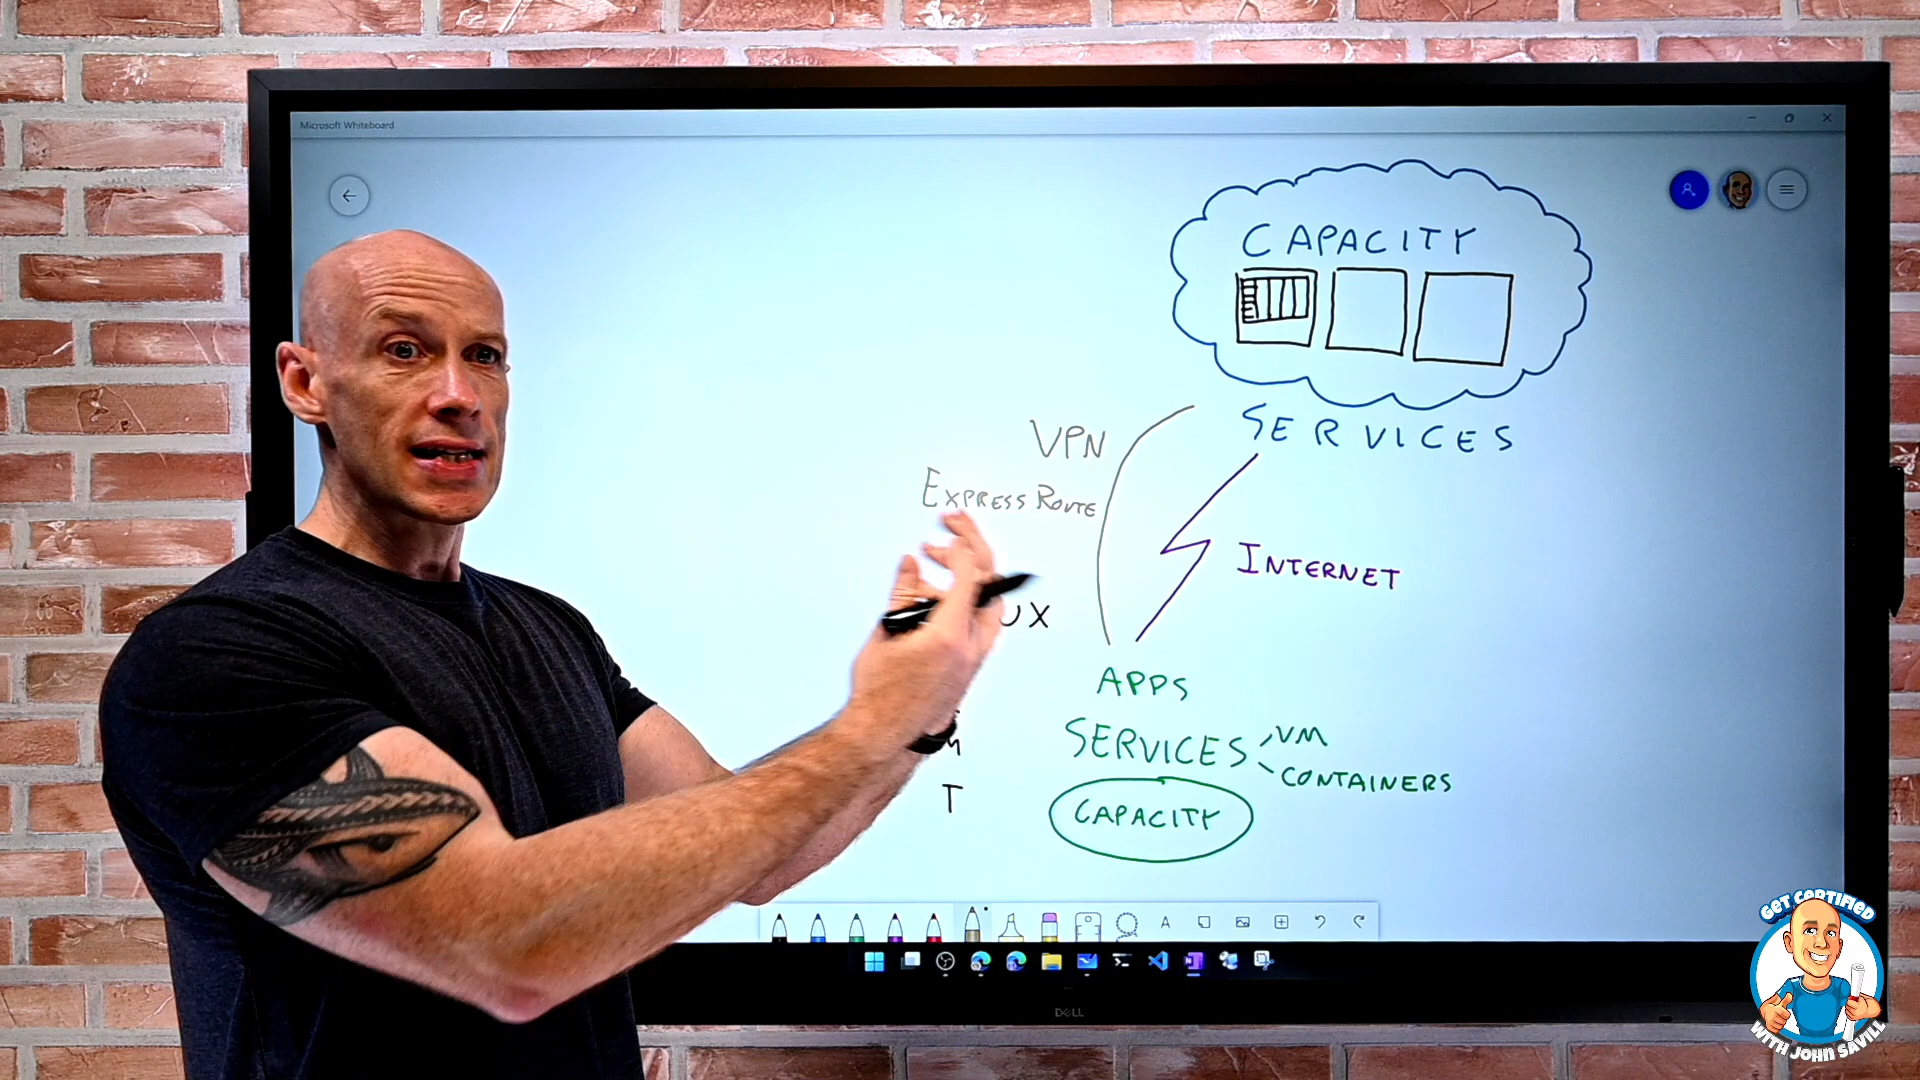 Microsoft Whiteboard
CAPACITY
SERVICES
VPN
EXPRESS ROUTE
INTERNET
UX
APPS
SERVICES
VM
CONTAINERS
T
CAPACITY
A
DELL
GET CERTIFIED
WITH JOHN SAVILL